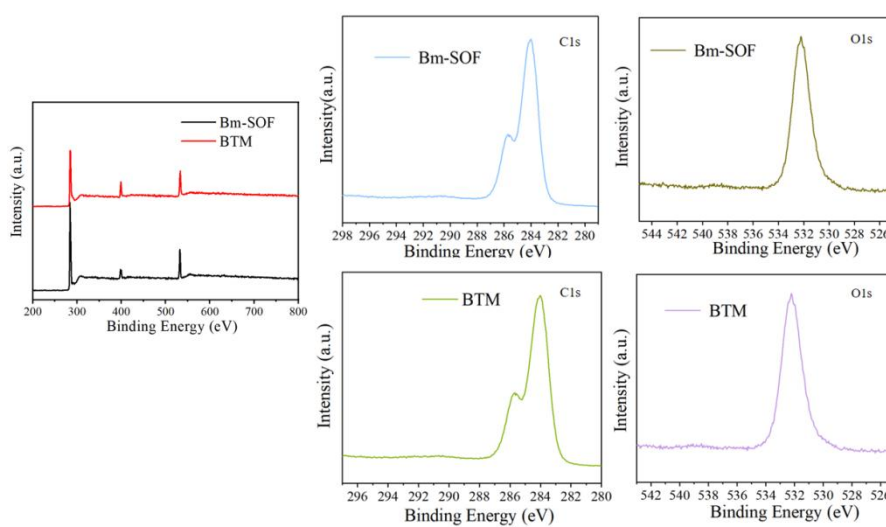 Intensity (a.u.)
Bm-SOF
BTM
200 300 400 500 600 700 800
Binding Energy (eV)
Intensity(a.u.)
Bm-SOF
C1s
298 296 294 292 290 288 286 284 282 280
Binding Energy (eV)
Intensity (a.u.)
Bm-SOF
O1s
544 542 540 538 536 534 532 530 528 526
Binding Energy (eV)
Intensity (a.u.)
BTM
C1s
296 294 292 290 288 286 284 282 280
Binding Energy (eV)
Intensity (a.u.)
BTM
O1s
542 540 538 536 534 532 530 528 526
Binding Energy (eV)